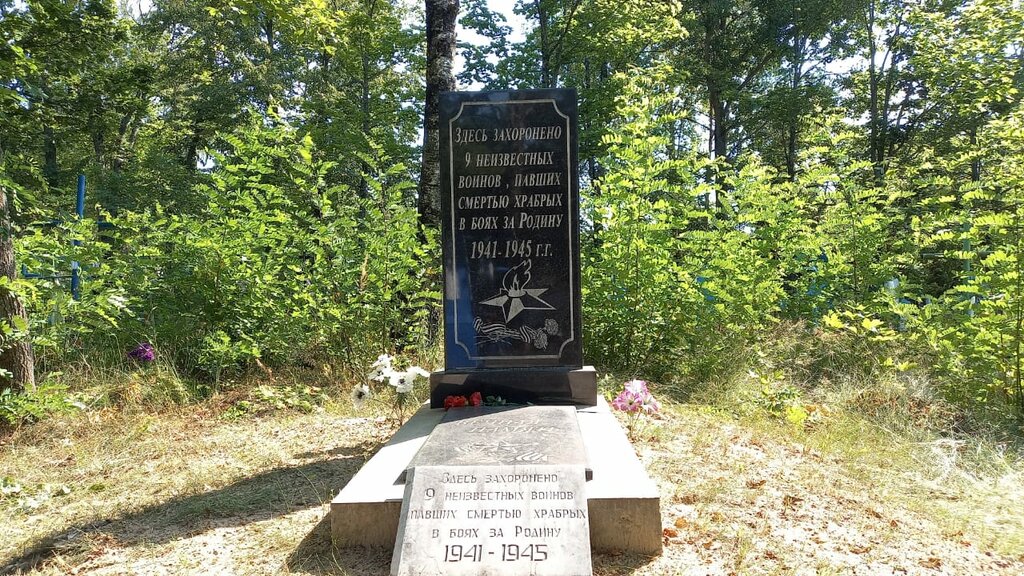 Здесь захоронено
9 неизвестных
воинов, павших
смертью храбрых
в боях за Родину
1941-1945 г.г.
Здесь захоронено
9 неизвестных воинов
павших смертью храбрых
в боях за Родину
1941-1945